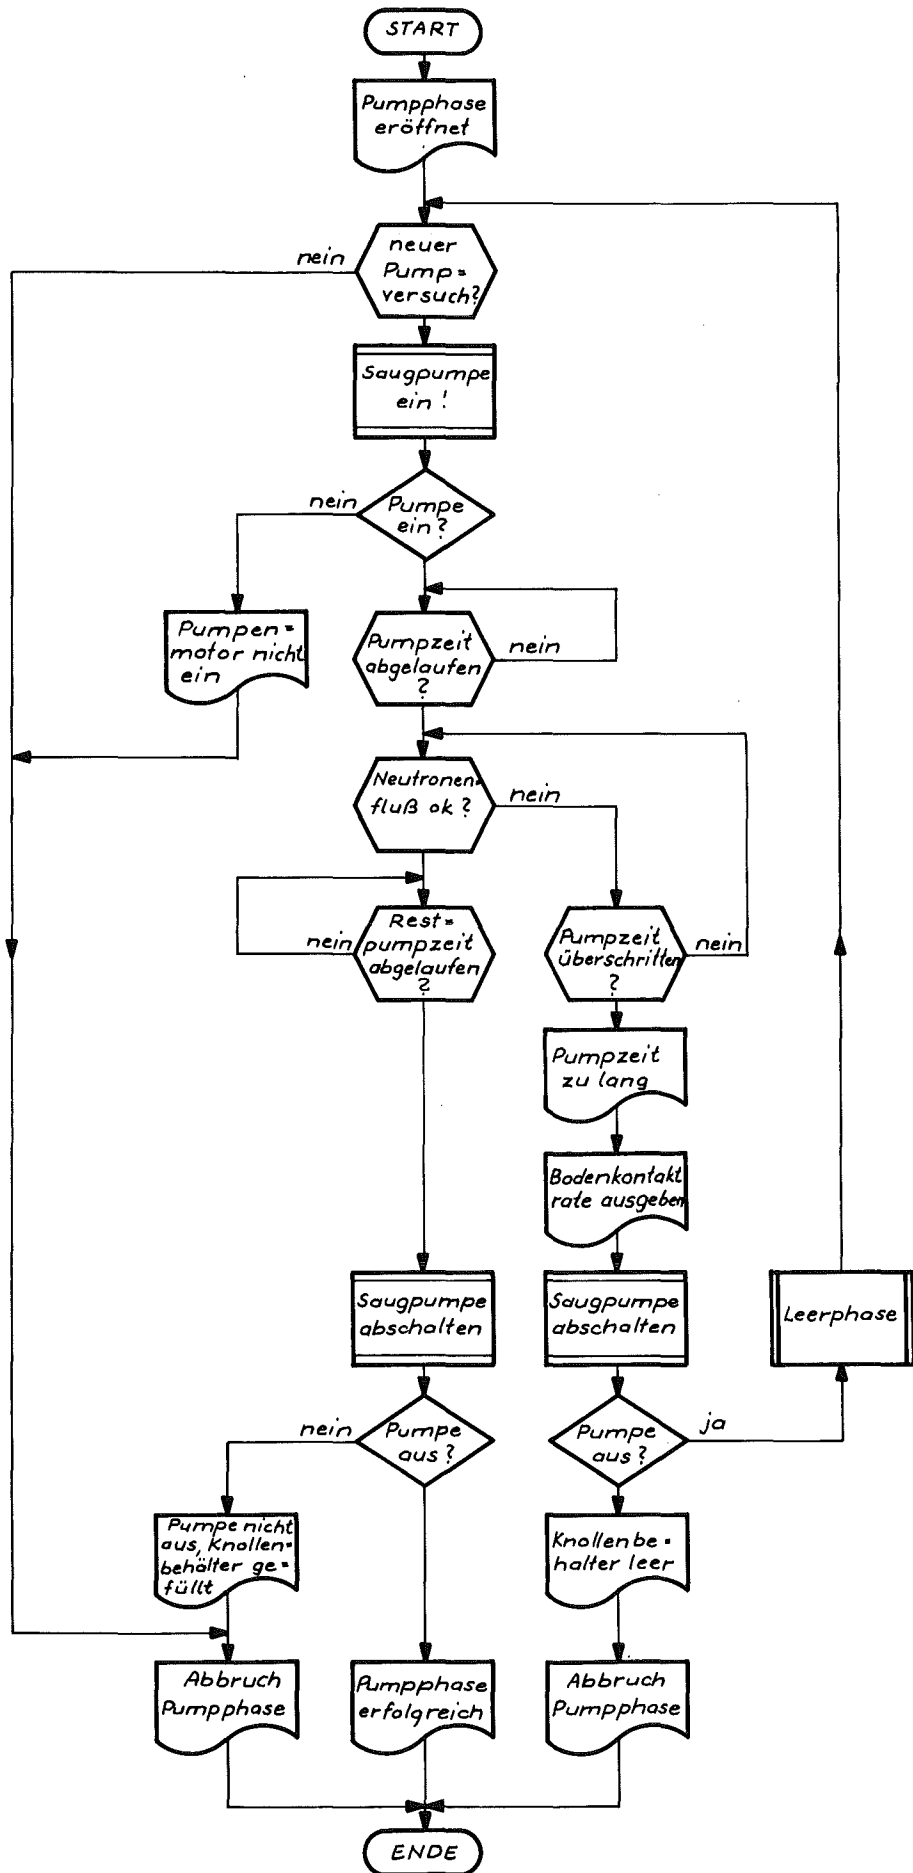 START
Pumpphase
eröffnet
nein
neuer
Pump=
versuch?
Saugpumpe
ein!
nein
Pumpe
ein?
Pumpen=
motor nicht
ein
Pumpzeit
abgelaufen
?
nein
Neutronen=
fluß ok?
nein
nein
Rest=
pumpzeit
abgelaufen
?
Pumpzeit
überschritten
?
nein
Pumpzeit
zu lang
Bodenkontakt
rate ausgeben
Saugpumpe
abschalten
Saugpumpe
abschalten
Leerphase
nein
Pumpe
aus?
Pumpe
aus?
ja
Pumpe nicht
aus, Knollen=
behälter ge=
füllt
Knollenbe=
halter leer
Abbruch
Pumpphase
Pumpphase
erfolgreich
Abbruch
Pumpphase
ENDE